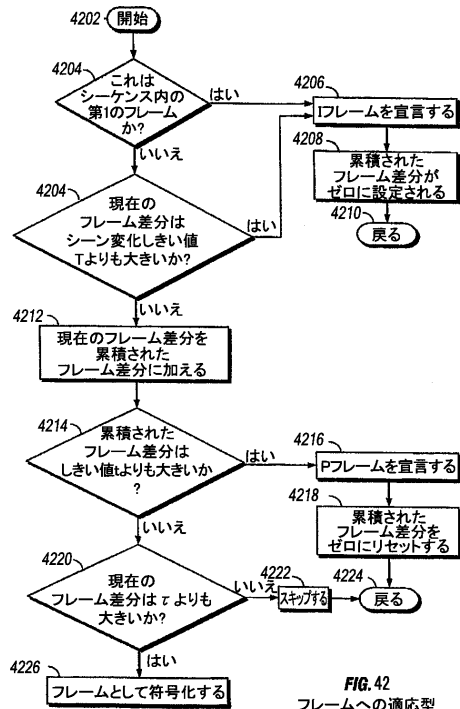 4202
開始
4204
これは
シーケンス内の
第1のフレーム
か?
はい
いいえ
4206
Iフレームを宣言する
4208
累積された
フレーム差分が
ゼロに設定される
4210
戻る
4204
現在の
フレーム差分は
シーン変化しきい値
Tよりも大きいか?
はい
いいえ
4212
現在のフレーム差分を
累積された
フレーム差分に加える
4214
累積された
フレーム差分は
しきい値tよりも大きいか
?
はい
いいえ
4216
Pフレームを宣言する
4218
累積された
フレーム差分を
ゼロにリセットする
4220
現在の
フレーム差分はτよりも
大きいか?
いいえ
はい
4222
スキップする
4224
戻る
4226
フレームとして符号化する
FIG. 42
フレームへの適応型